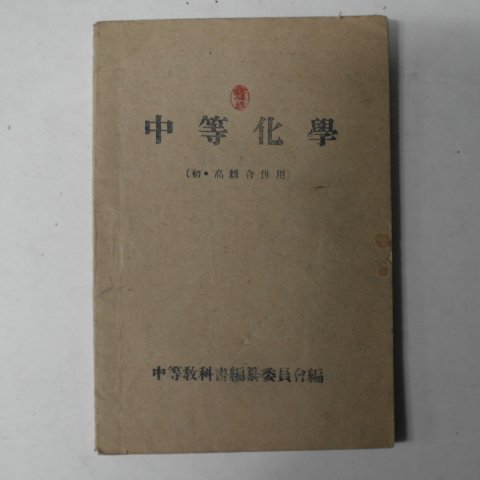 中等化學
(初•高級合併用)
中等敎科書編纂委員會編